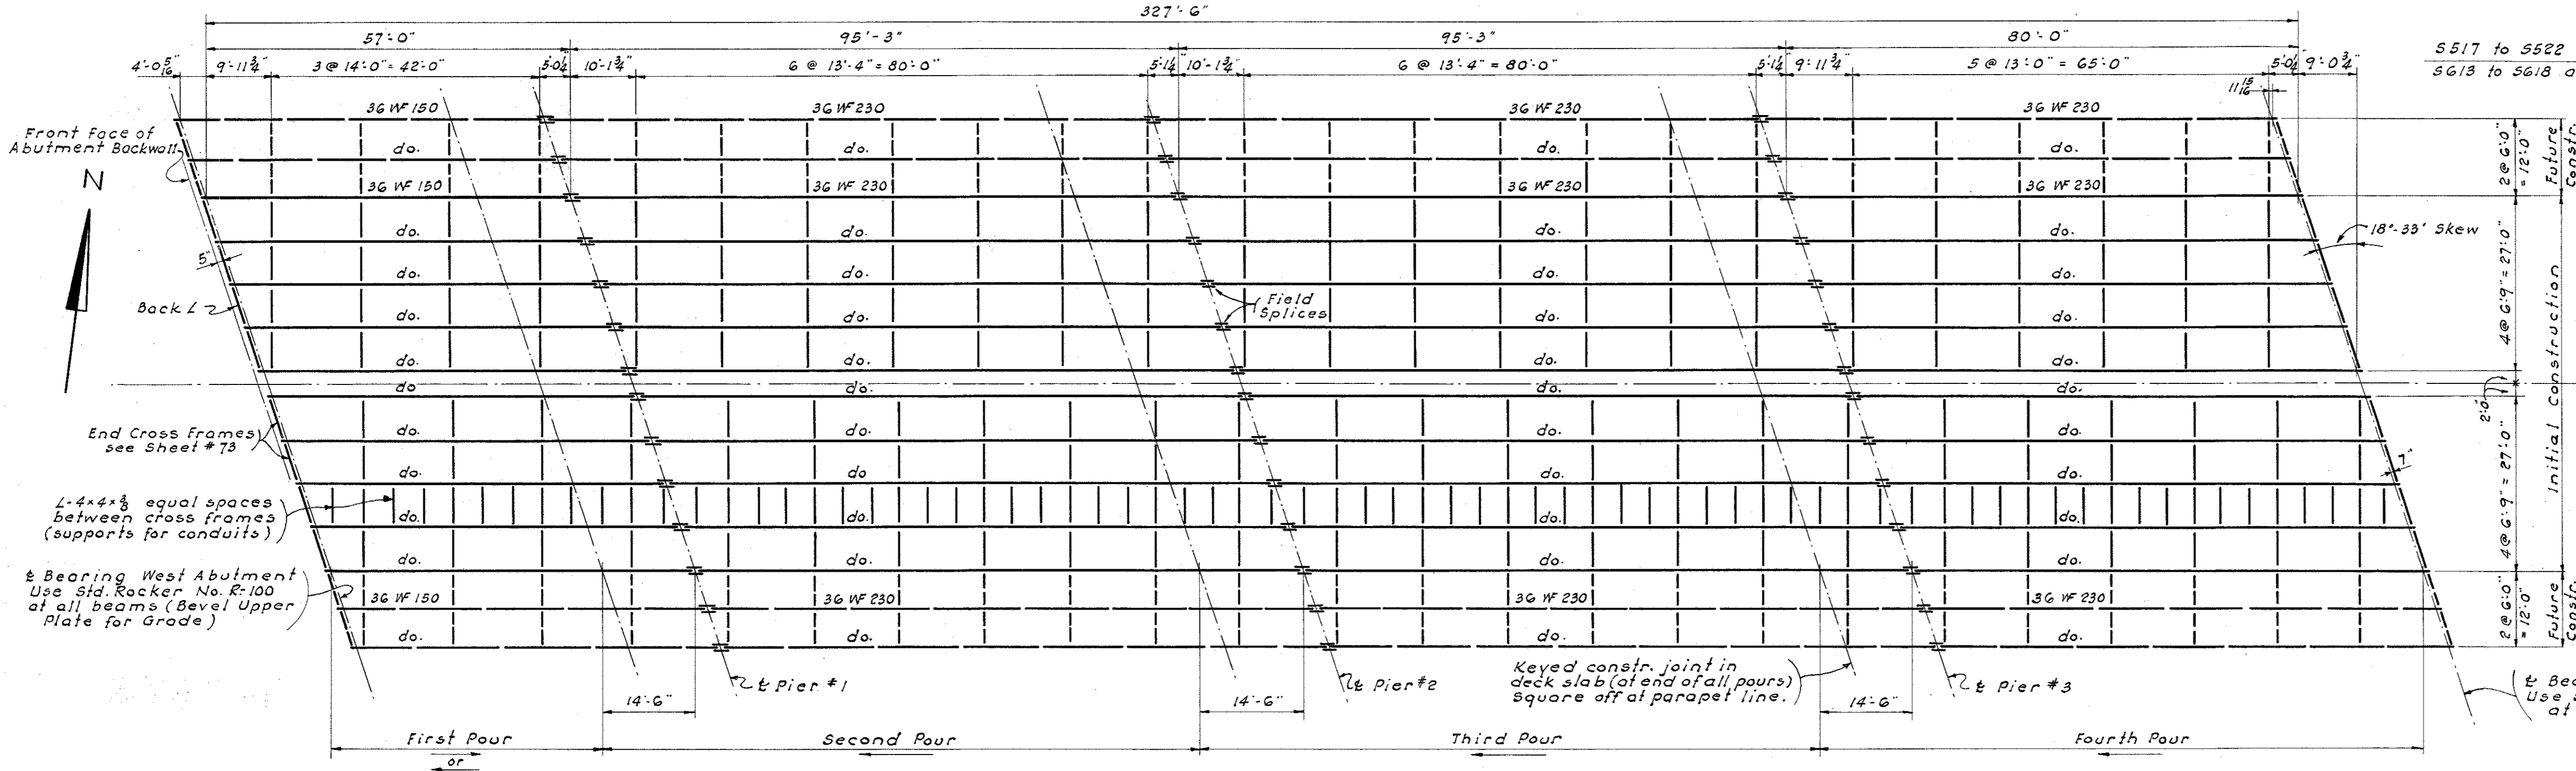 327'-6"
57'-0" 95'-3" 95'-3" 80'-0"
4'-0 5/16" 9'-11 3/4" 3 @ 14'-0" = 42'-0" 5'-0 1/4" 10'-1 3/4" 6 @ 13'-4" = 80'-0" 5'-1 1/4" 10'-1 3/4" 6 @ 13'-4" = 80'-0" 5'-1 1/4" 9'-11 3/4" 5 @ 13'-0" = 65'-0" 5'-0 1/4" 9'-0 3/4"
S517 to S522
S613 to S618
11 15/16"
36 WF 150 36 WF 230 36 WF 230 36 WF 230
Front Face of
Abutment Backwall
do. do. do. do.
N
36 WF 150 36 WF 230 36 WF 230 36 WF 230
2 @ 6'-0"
= 12'-0"
Future
Constr.
do. do. do. do.
18°-33' Skew
5"
do. do. do. do.
Back L
do. do. do. do.
Field
Splices
4 @ 6'-9" = 27'-0"
Initial Construction
do. do. do. do.
do do. do. do.
2'-0"
End Cross Frames
see Sheet #73
do. do. do. do.
do. do do. do.
7"
L-4x4x3/8 equal spaces
between cross frames
(supports for conduits)
do. do. do. do.
4 @ 6'-9" = 27'-0"
do. do. do. do.
℄ Bearing West Abutment
Use Std. Rocker No. R-100
at all beams (Bevel Upper
Plate for Grade)
36 WF 150 36 WF 230 36 WF 230 36 WF 230
do. do. do. do.
2 @ 6'-0"
= 12'-0"
Future
Constr.
℄ Pier #1
℄ Pier #2
Keyed constr. joint in
deck slab (at end of all pours)
Square off at parapet line.
℄ Pier #3
Use
at
14'-6" 14'-6" 14'-6"
First Pour Second Pour Third Pour Fourth Pour
or